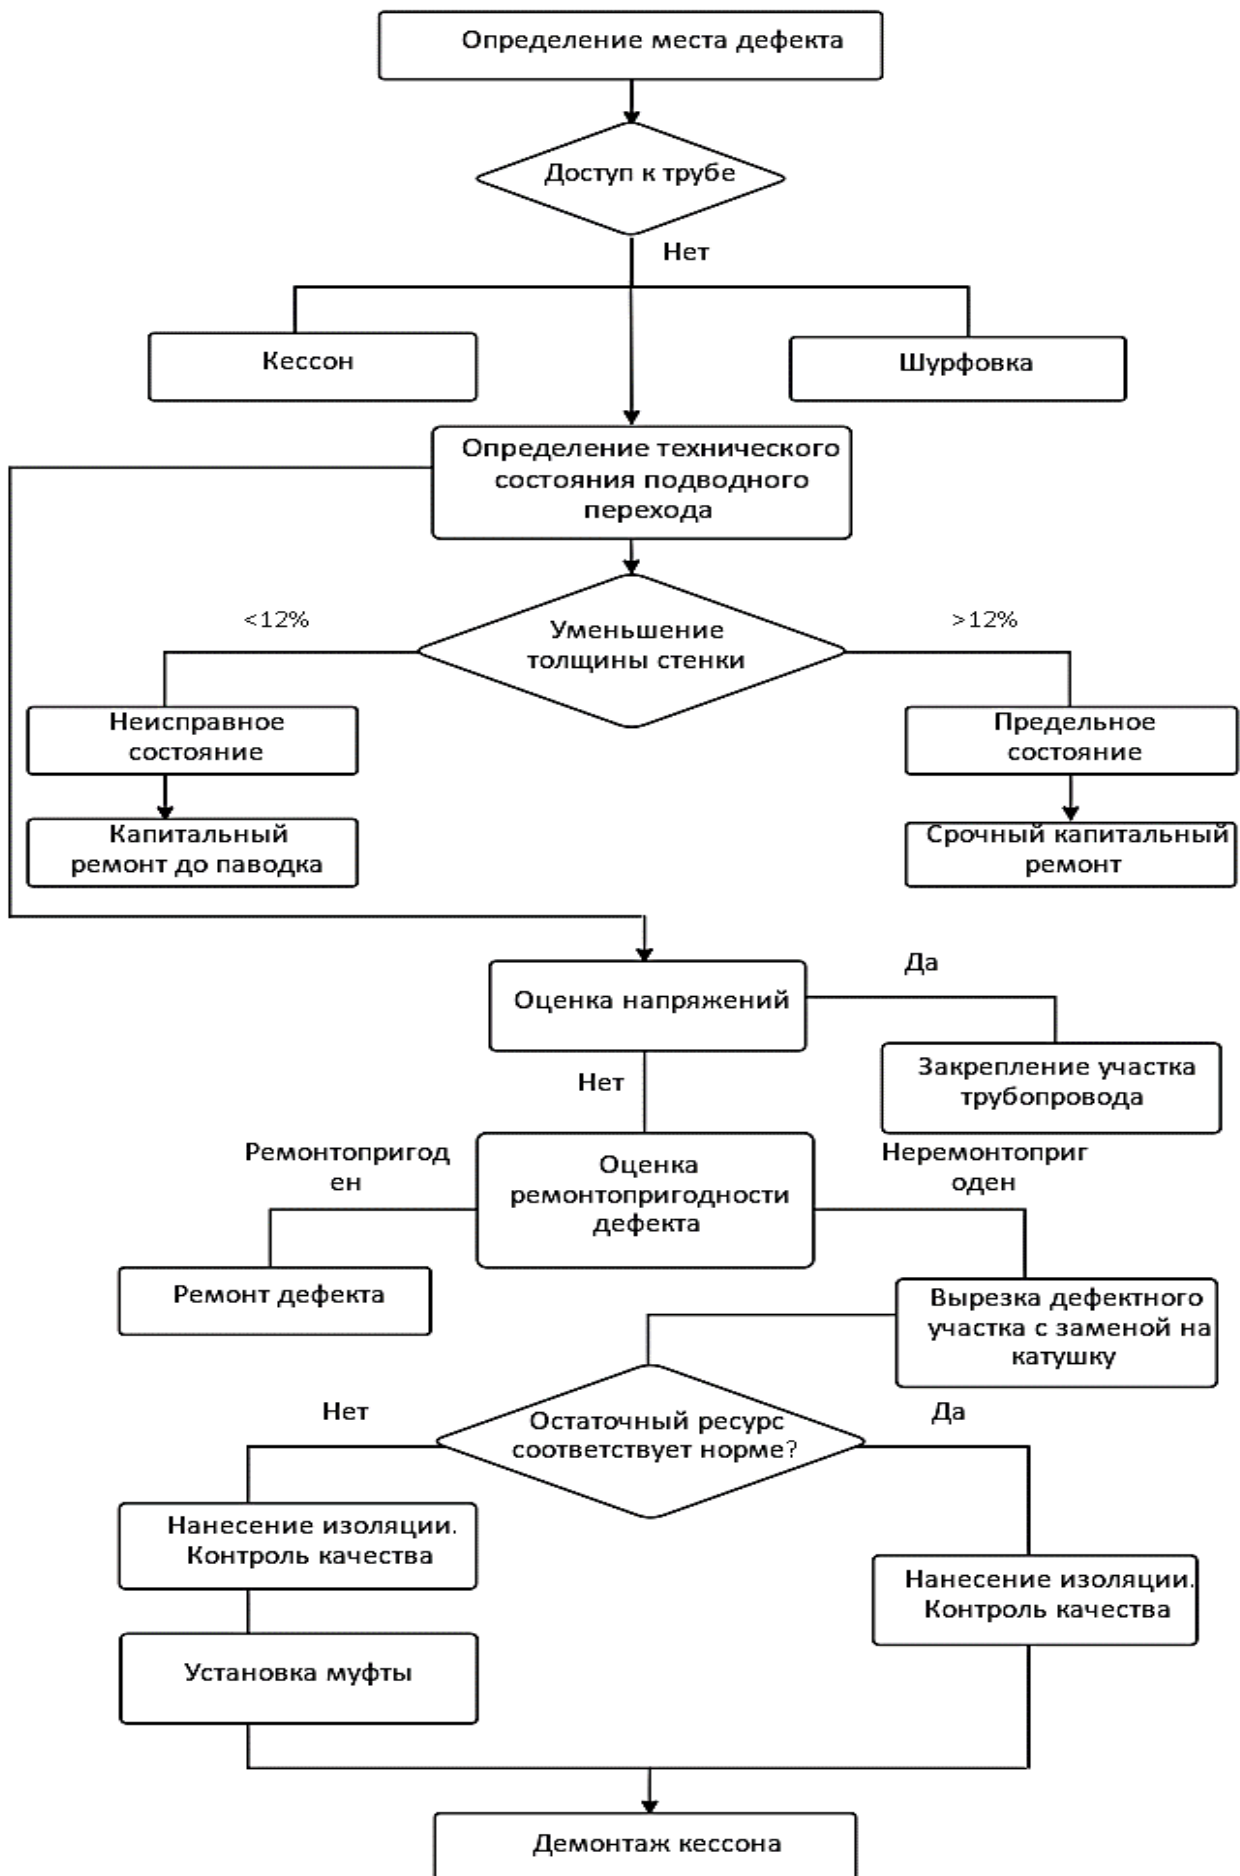 Определение места дефекта
Доступ к трубе
Нет
Кессон
Шурфовка
Определение технического
состояния подводного
перехода
<12%
>12%
Уменьшение
толщины стенки
Неисправное
состояние
Предельное
состояние
Капитальный
ремонт до паводка
Срочный капитальный
ремонт
Да
Оценка напряжений
Закрепление участка
трубопровода
Нет
Ремонтопригод
ен
Оценка
ремонтопригодности
дефекта
Неремонтоприг
оден
Ремонт дефекта
Вырезка дефектного
участка с заменой на
катушку
Нет
Остаточный ресурс
соответствует норме?
Да
Нанесение изоляции.
Контроль качества
Нанесение изоляции.
Контроль качества
Установка муфты
Демонтаж кессона